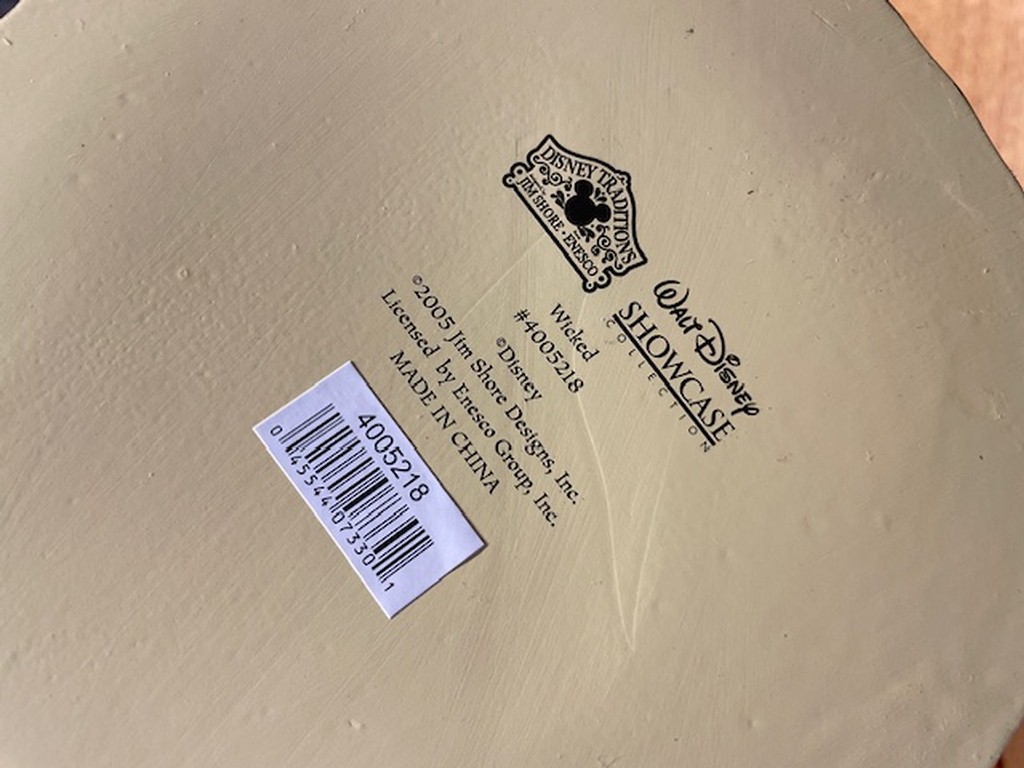 DISNEY TRADITIONS
JIM SHORE • ENESCO
WALT DISNEY
SHOWCASE
COLLECTION
Wicked
#4005218
©Disney
©2005 Jim Shore Designs, Inc.
Licensed by Enesco Group, Inc.
MADE IN CHINA
4005218
0 45544 07330 1